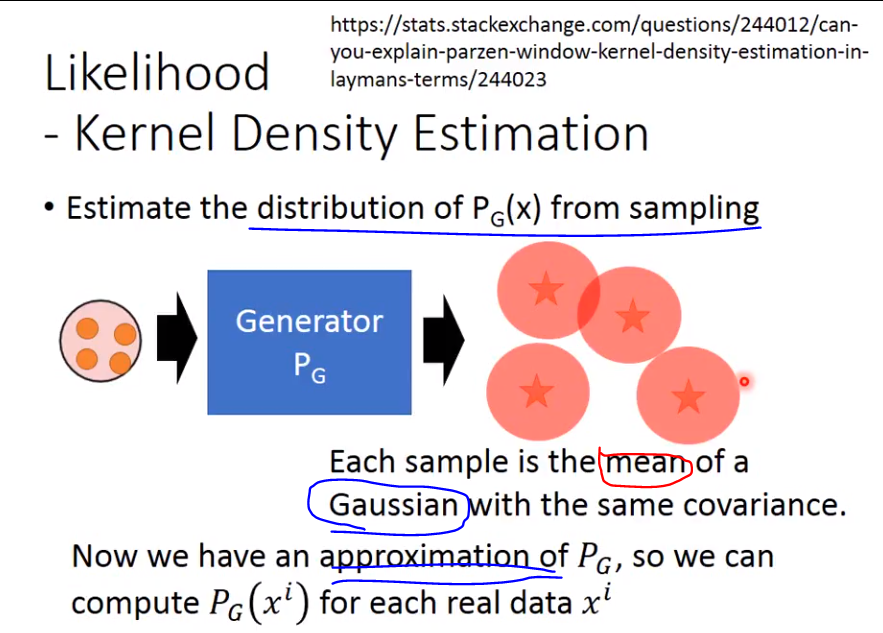 https://stats.stackexchange.com/questions/244012/can-
you-explain-parzen-window-kernel-density-estimation-in-
laymans-terms/244023
Likelihood
- Kernel Density Estimation
• Estimate the distribution of P_G(x) from sampling
Generator
P_G
Each sample is the mean of a
Gaussian with the same covariance.
Now we have an approximation of P_G, so we can
compute P_G(x^i) for each real data x^i